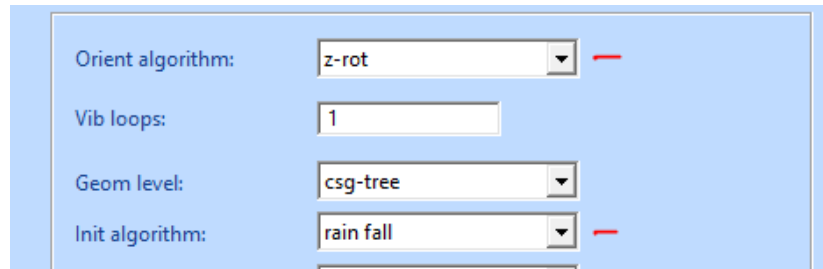 Orient algorithm: z-rot
Vib loops: 1
Geom level: csg-tree
Init algorithm: rain fall